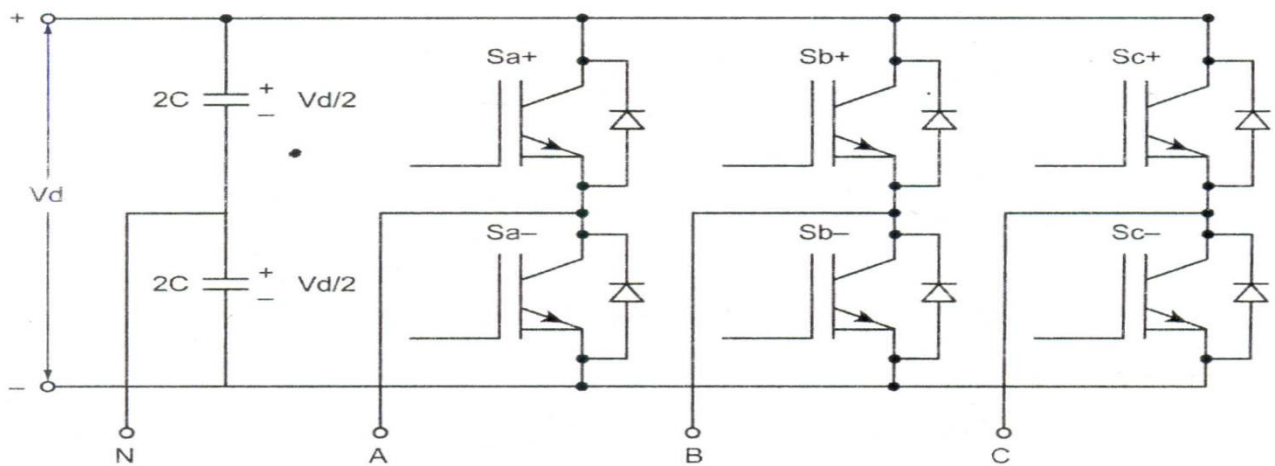 +
Sa+ Sb+ Sc+
2C + Vd/2
–
Vd
Sa– Sb– Sc–
2C + Vd/2
–
–
N A B C